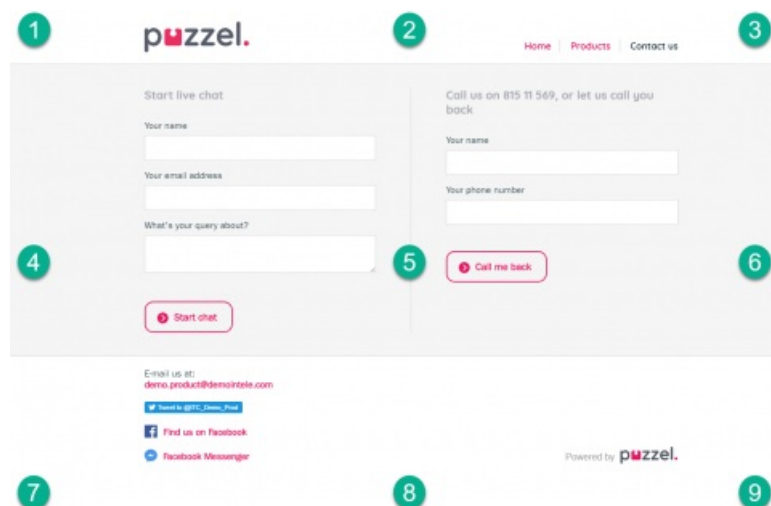 1
puzzel.
2
3
Home
Products
Contact us
Start live chat
Call us on 815 11 569, or let us call you
back
Your name
Your name
Your email address
Your phone number
What's your query about?
4
5
6
Call me back
Start chat
E-mail us at:
demo.product@demointele.com
Tweet to @ITC_Demo_Prod
Find us on Facebook
Facebook Messenger
Powered by puzzel.
7
8
9